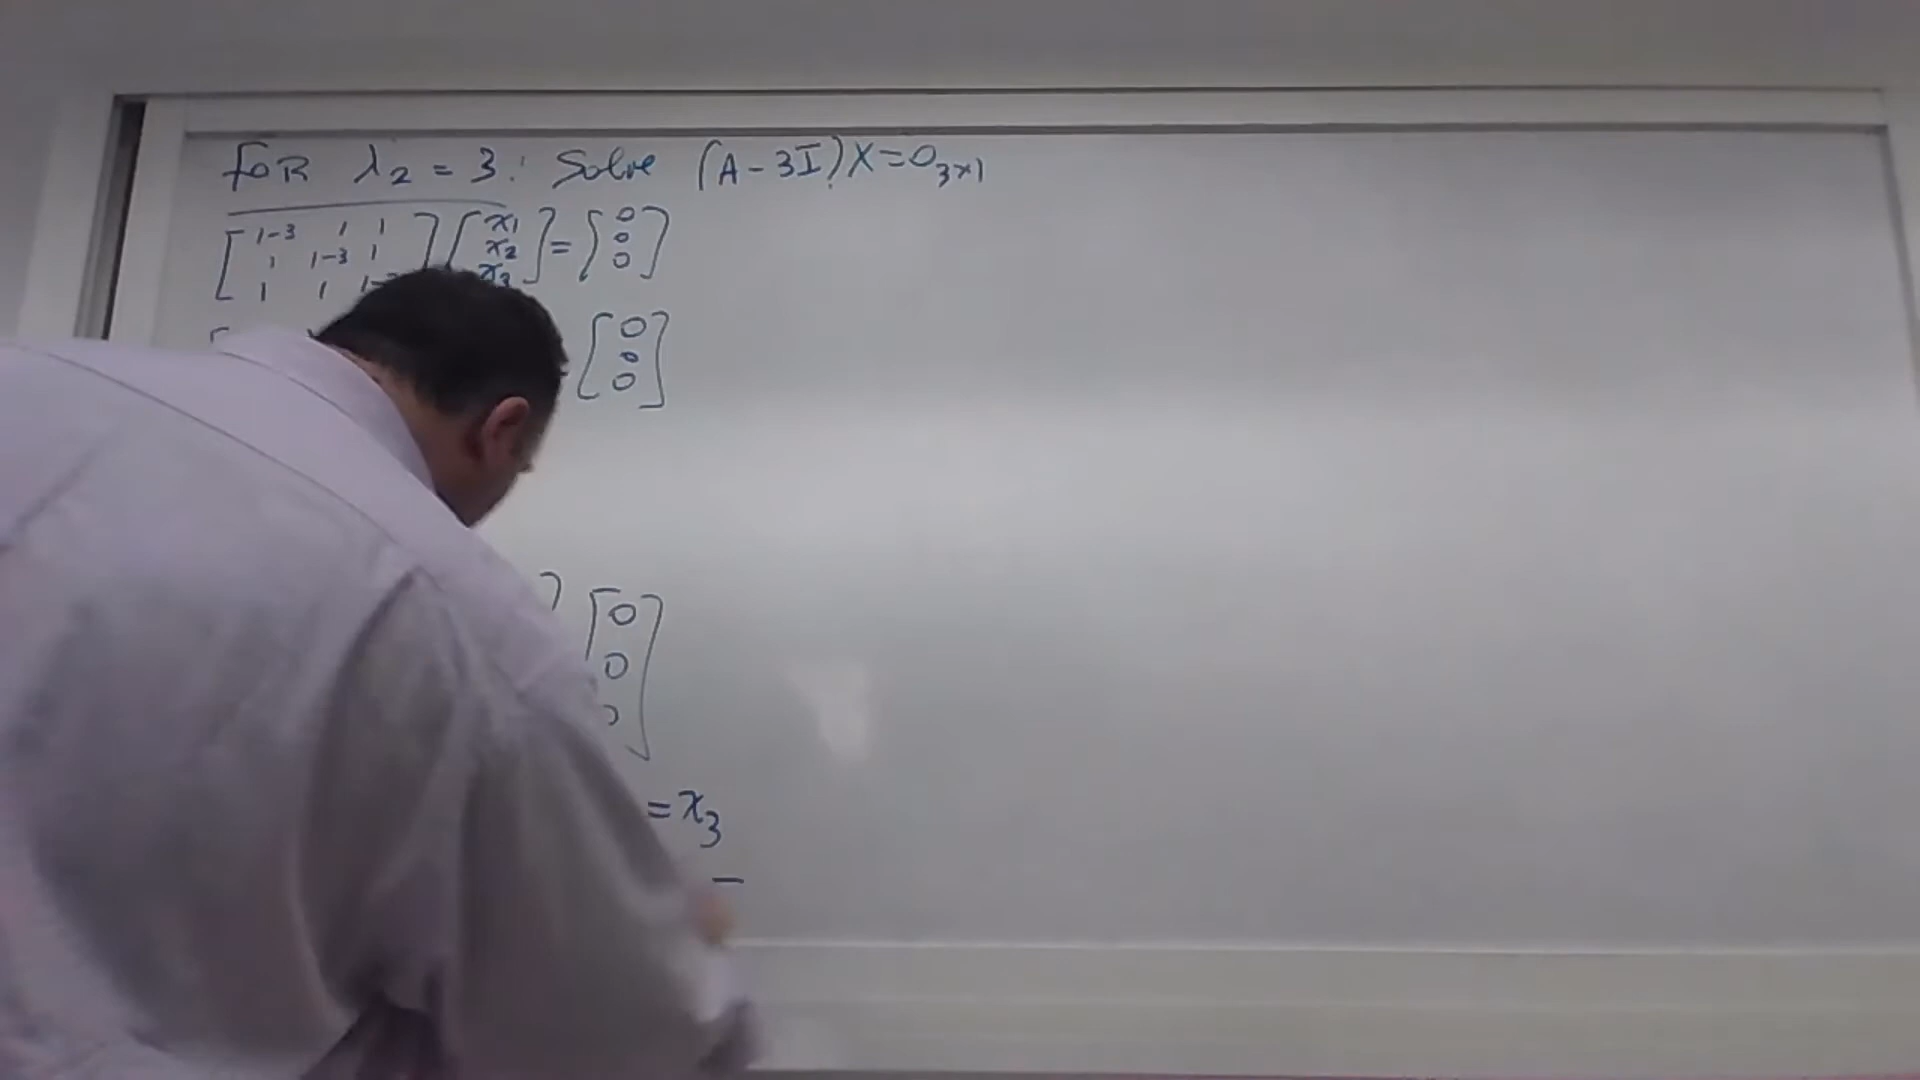 FOR λ2 = 3: Solve (A - 3I)X = 0 3×1
[1-3 1 1] [x1] = [0]
[1 1-3 1] [x2] [0]
[1 1 1-] [x3] [0]
[0]
[0]
[0]
[0]
[0]
= x3